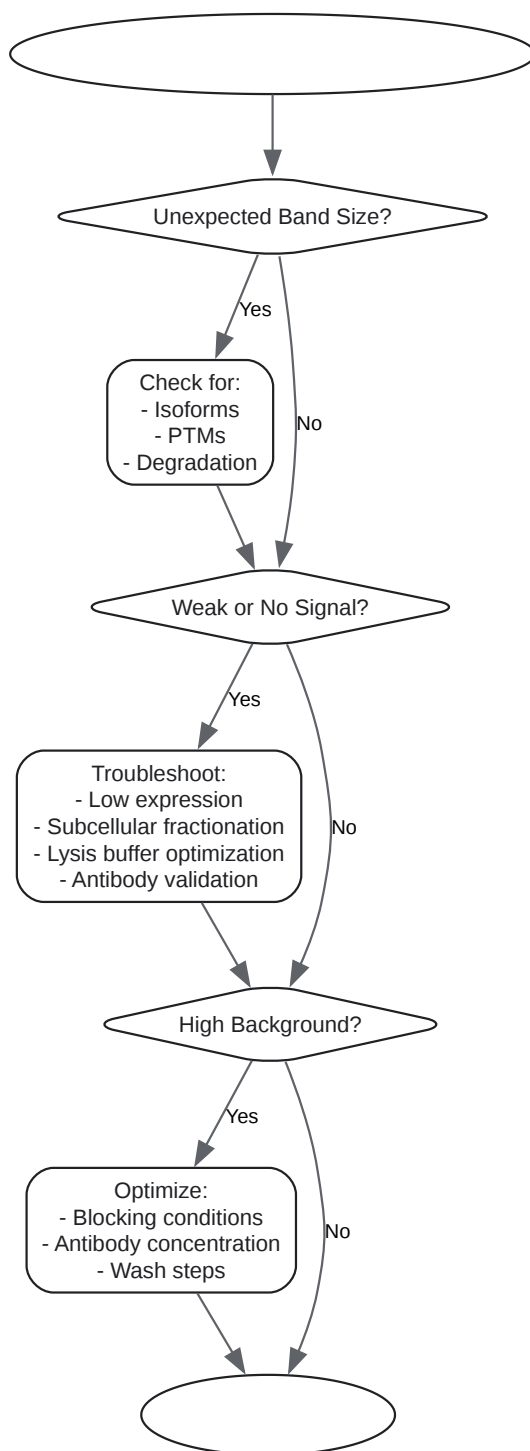 Unexpected Band Size?
Yes
Check for:
- Isoforms
- PTMs
- Degradation
No
Weak or No Signal?
Yes
Troubleshoot:
- Low expression
- Subcellular fractionation
- Lysis buffer optimization
- Antibody validation
No
High Background?
Yes
Optimize:
- Blocking conditions
- Antibody concentration
- Wash steps
No